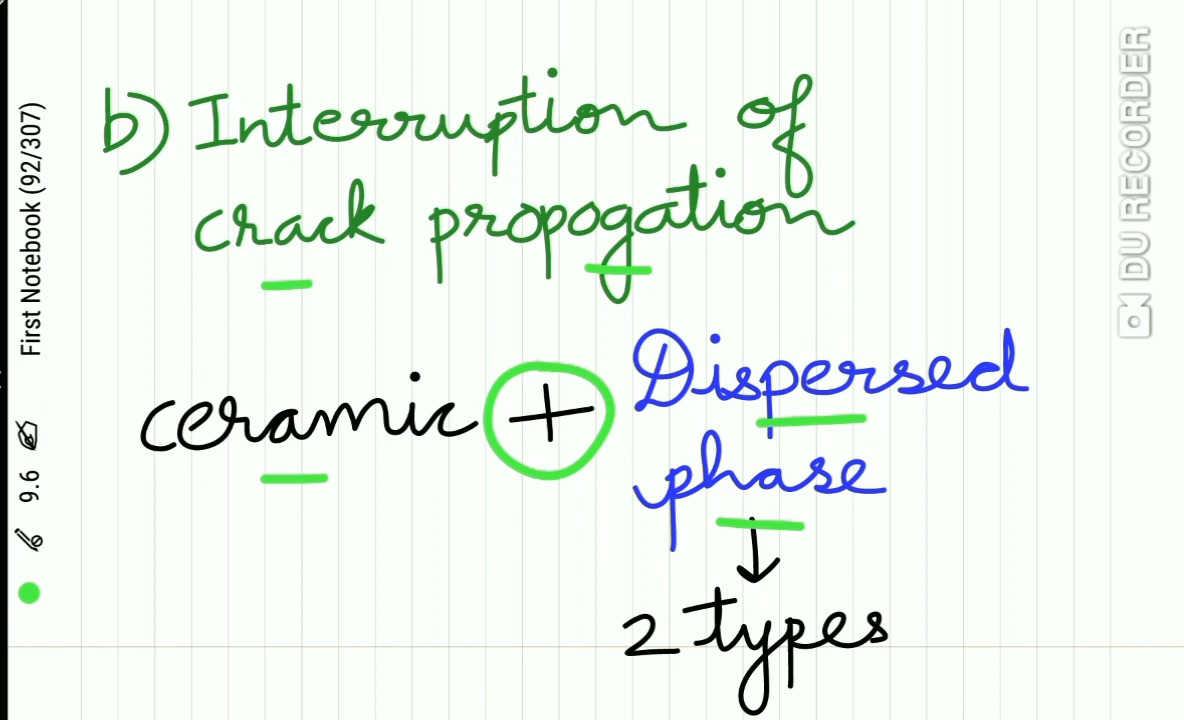 b) Interruption of
crack propogation
ceramic + Dispersed
phase
↓
2 types
First Notebook (92/307)
9.6
DU RECORDER